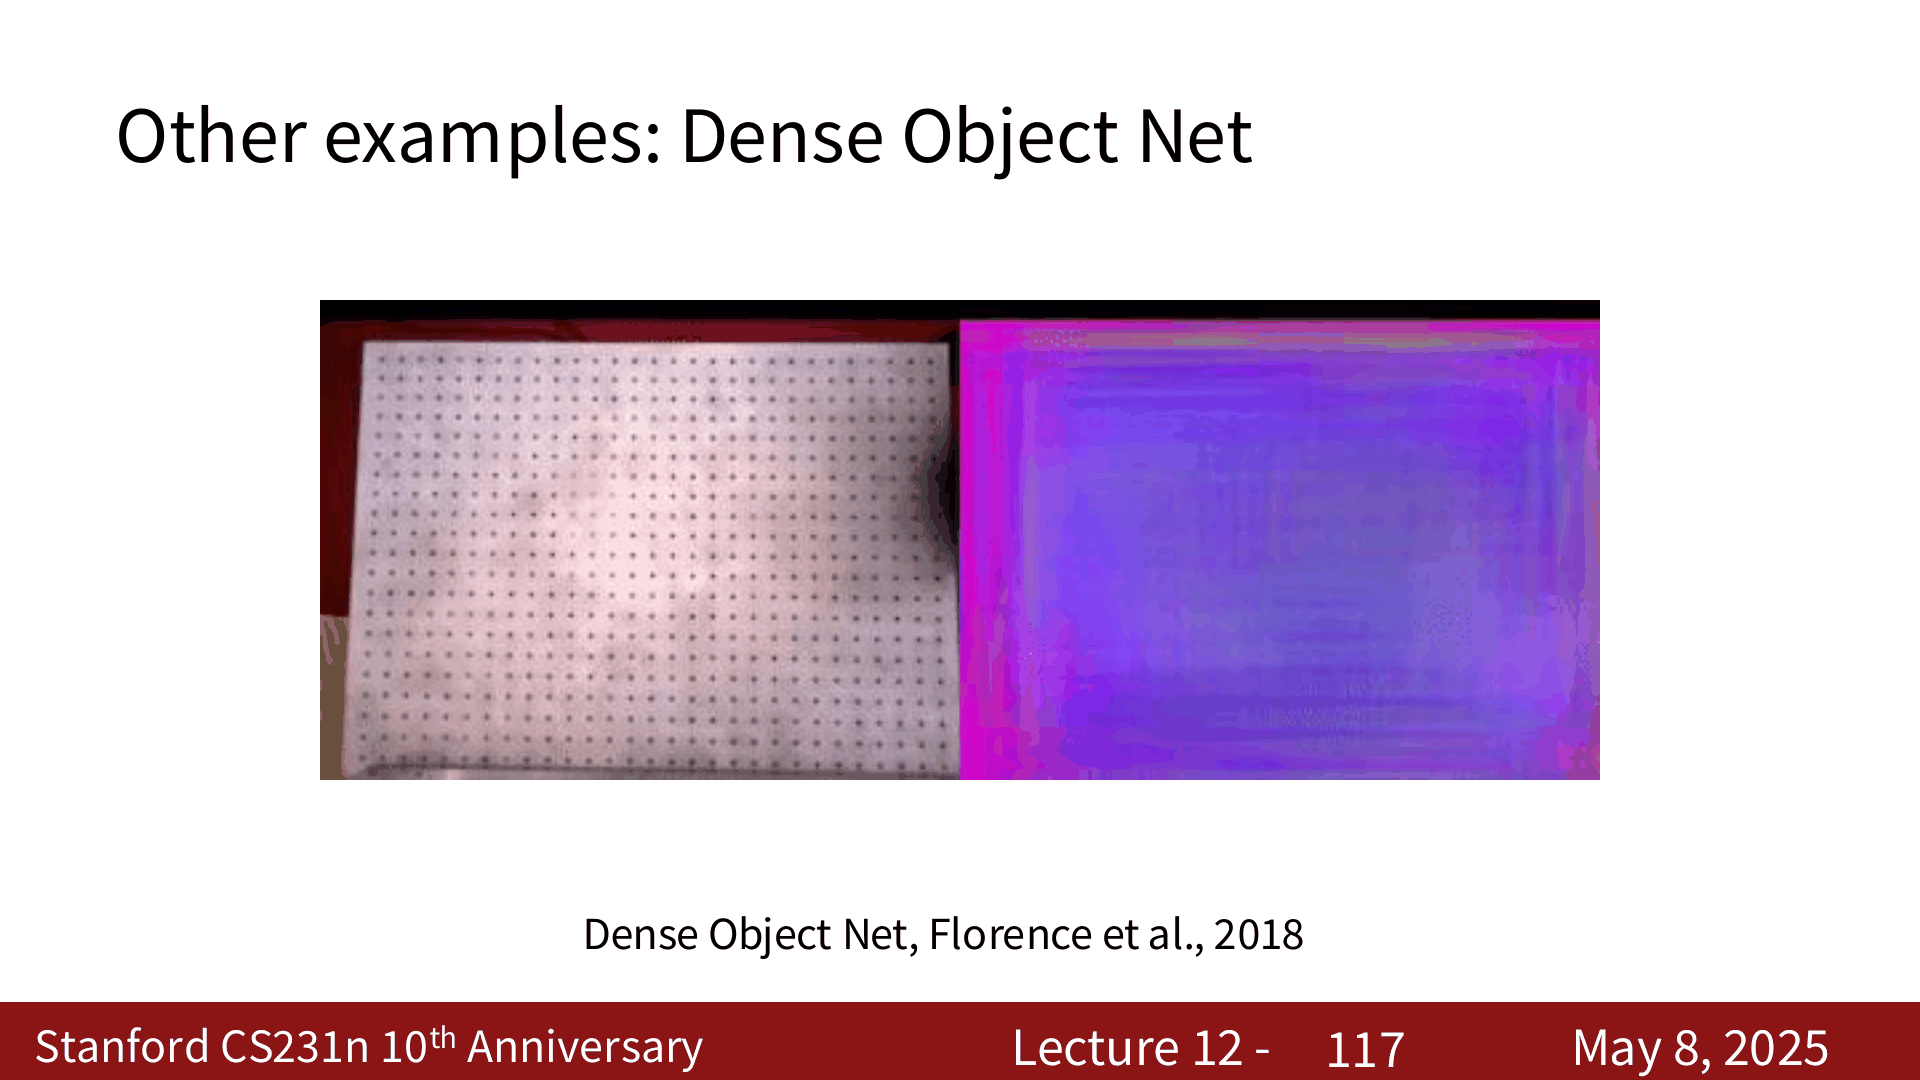 Other examples: Dense Object Net
Dense Object Net, Florence et al., 2018
Stanford CS231n 10th Anniversary
Lecture 12 - 117
May 8, 2025